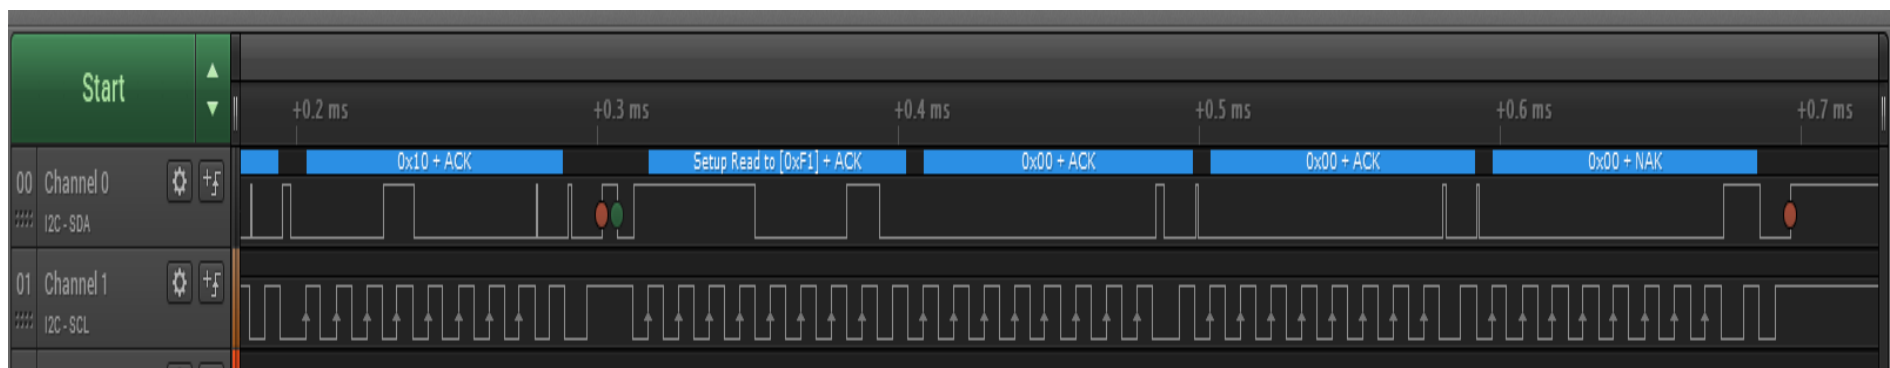 Start
+0.2 ms +0.3 ms +0.4 ms +0.5 ms +0.6 ms +0.7 ms
0x10 + ACK Setup Read to [0xF1] + ACK 0x00 + ACK 0x00 + ACK 0x00 + NAK
00 Channel 0
I2C - SDA
01 Channel 1
I2C - SCL